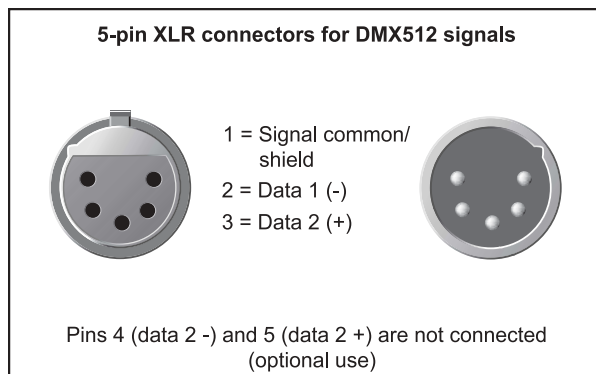 5-pin XLR connectors for DMX512 signals
1 = Signal common/
shield
2 = Data 1 (-)
3 = Data 2 (+)
Pins 4 (data 2 -) and 5 (data 2 +) are not connected
(optional use)